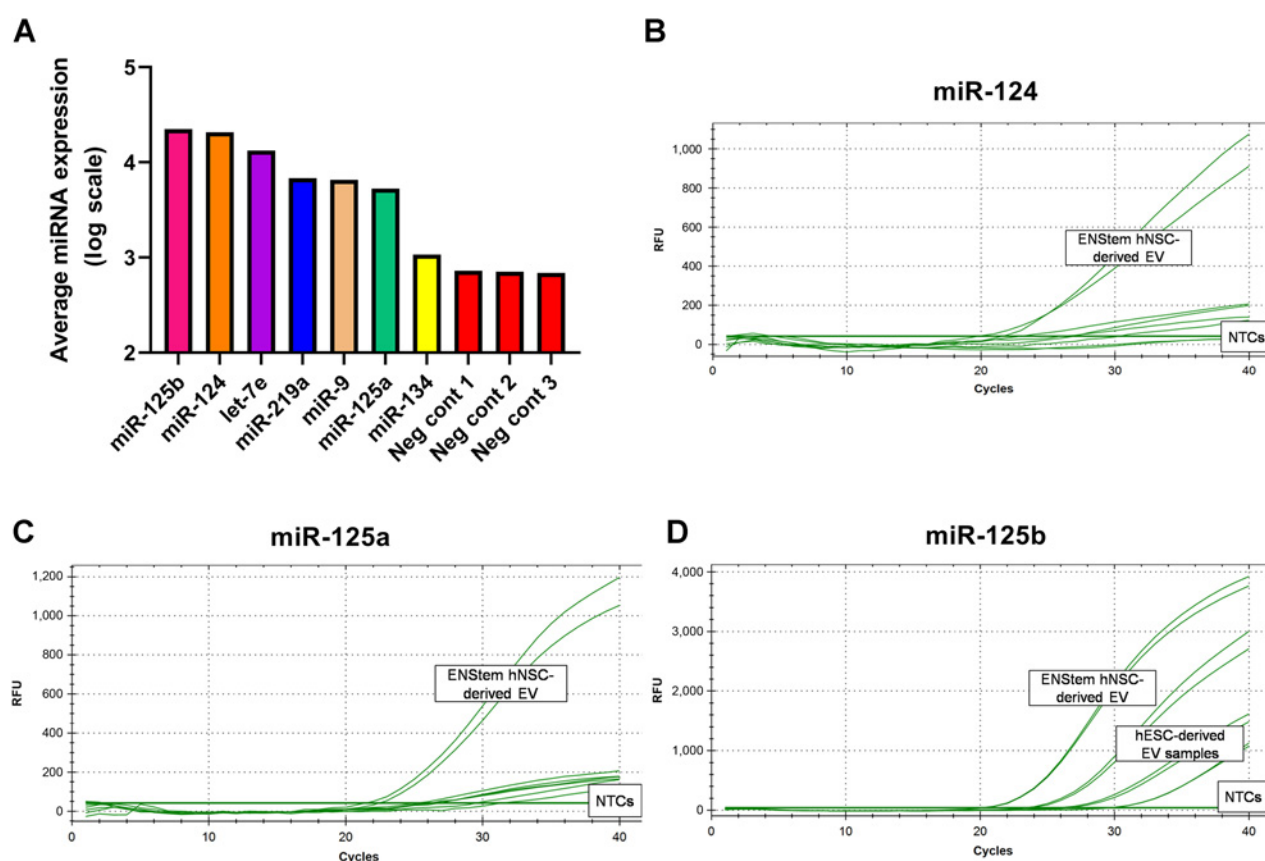 A
Average miRNA expression
(log scale)
5
4
3
2
miR-125b
miR-124
let-7e
miR-219a
miR-9
miR-125a
miR-134
Neg cont 1
Neg cont 2
Neg cont 3
B
miR-124
RFU
1,000
800
600
400
200
0
ENStem hNSC-
derived EV
NTCs
0 10 20 30 40
Cycles
C
miR-125a
RFU
1,200
1,000
800
600
400
200
0
ENStem hNSC-
derived EV
NTCs
0 10 20 30 40
Cycles
D
miR-125b
RFU
4,000
3,000
2,000
1,000
0
ENStem hNSC-
derived EV
hESC-derived
EV samples
NTCs
0 10 20 30 40
Cycles